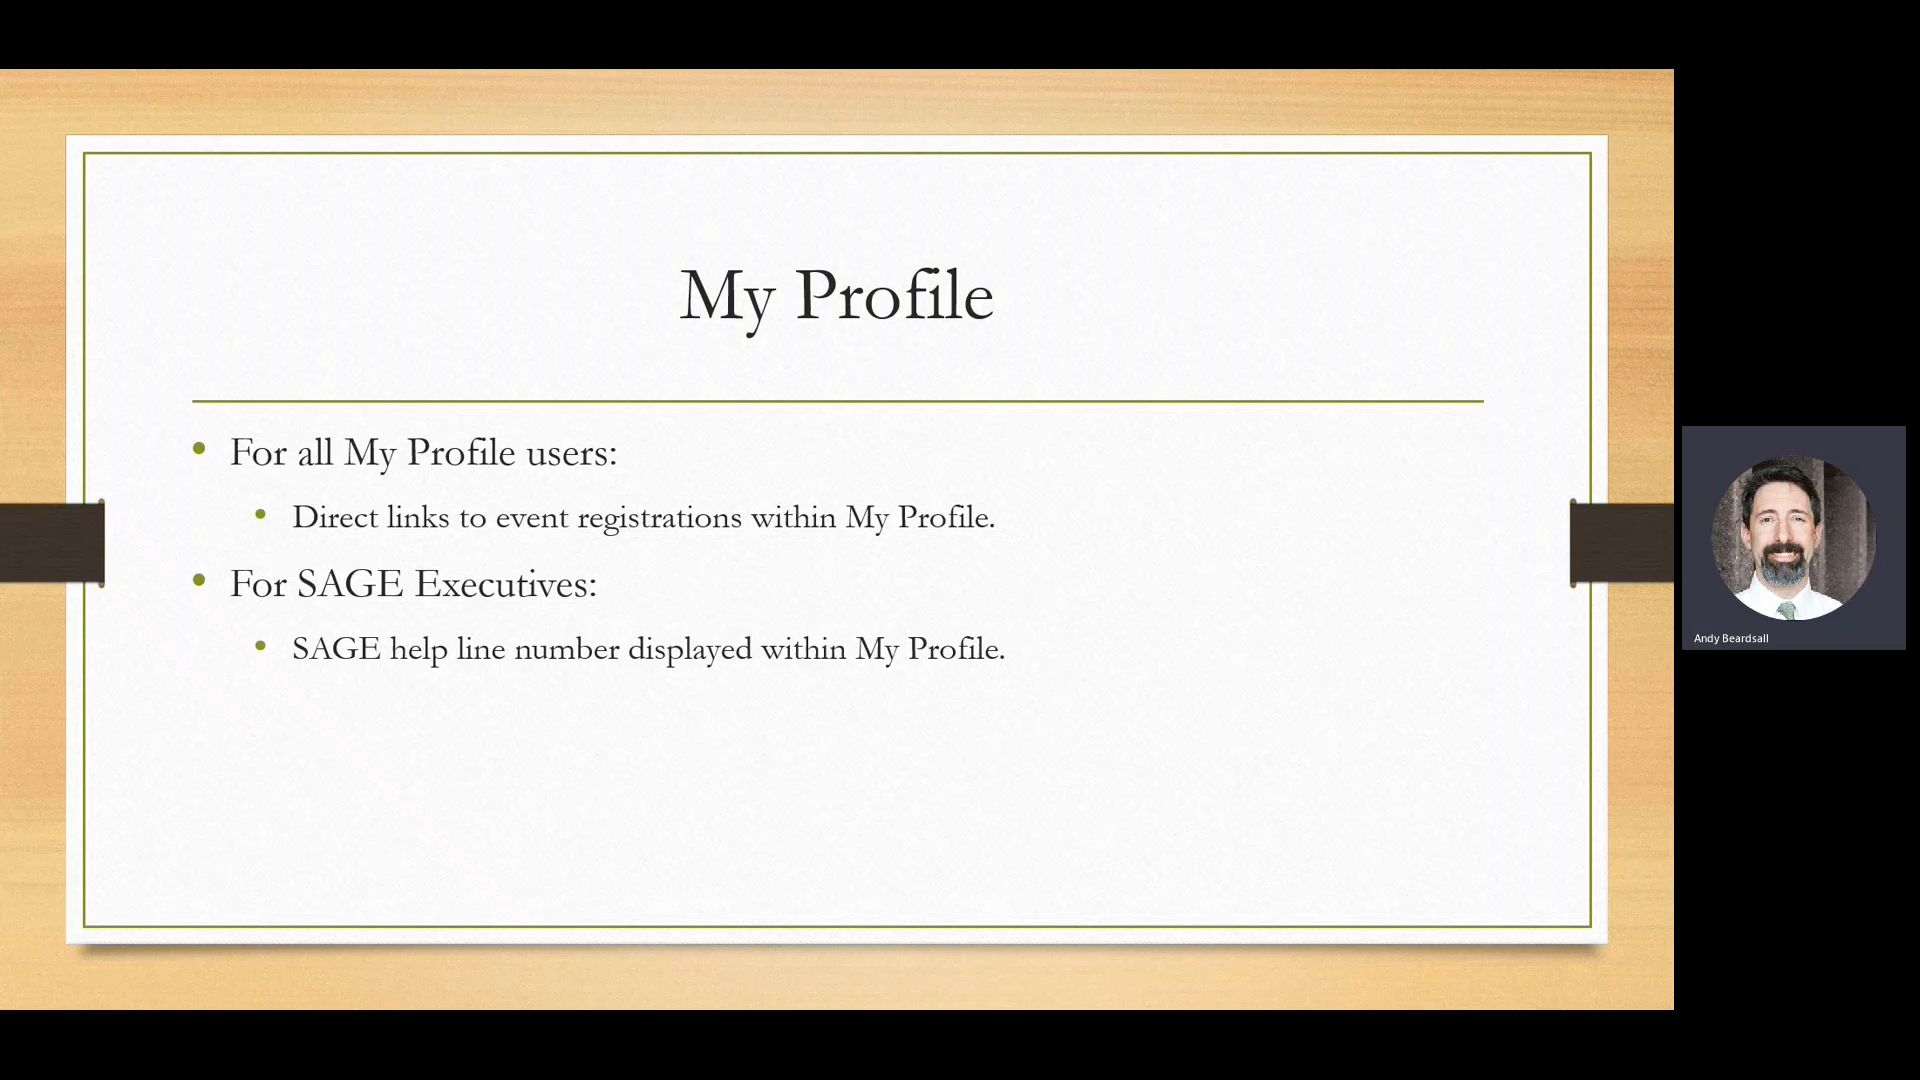 My Profile
For all My Profile users:
Direct links to event registrations within My Profile.
For SAGE Executives:
SAGE help line number displayed within My Profile.
Andy Beardsall